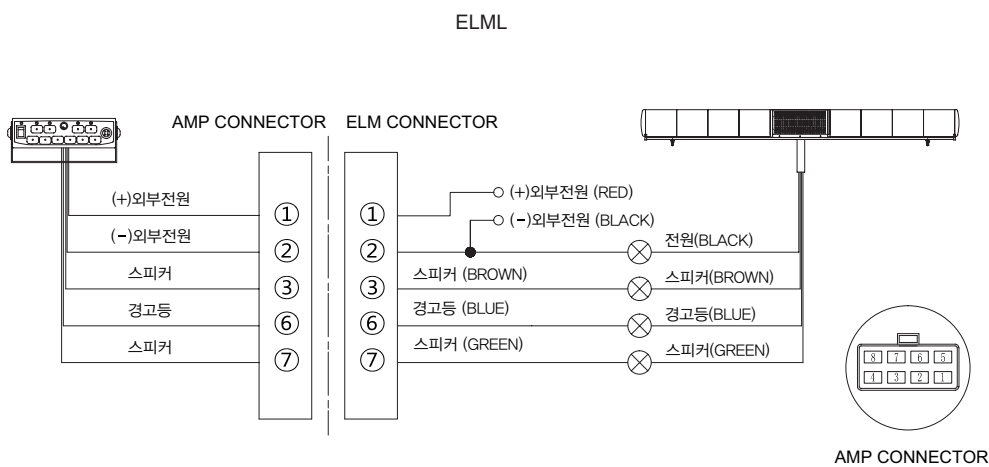 ELML
AMP CONNECTOR
ELM CONNECTOR
(+)외부전원
(-)외부전원
스피커
경고등
스피커
①
②
③
⑥
⑦
①
②
③
⑥
⑦
(+)외부전원 (RED)
(-)외부전원 (BLACK)
스피커 (BROWN)
경고등 (BLUE)
스피커 (GREEN)
전원(BLACK)
스피커(BROWN)
경고등(BLUE)
스피커(GREEN)
8 7 6 5
4 3 2 1
AMP CONNECTOR